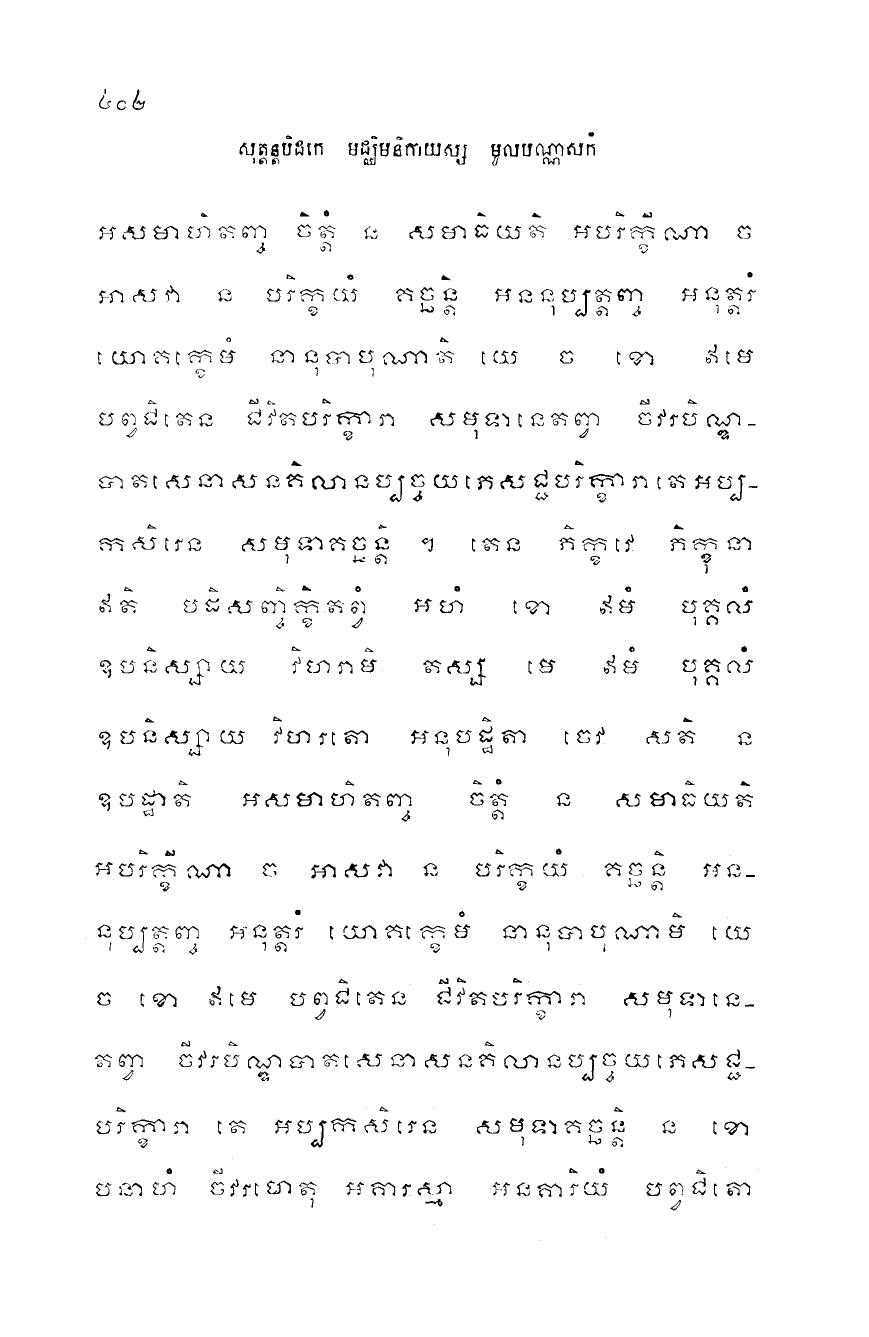 ៤០២
សុត្តន្តបិដកេ មជ្ឈិមនិកាយស្ស មូលបណ្ណាសកំ
អសមាហិតញ្ច ចិត្តំ ន សមាធិយតិ អបរិក្ខីណា ច
អាសវា ន បរិក្ខយំ គច្ឆន្តិ អននុប្បត្តញ្ច អនុត្តរំ
យោគក្ខេមំ នានុបាបុណាតិ យេ ច ខោ ឥមេ
បព្វជិតេន ជីវិតបរិក្ខារា សមុទានេតព្វា ចីវរបិណ្ឌ-
បាតសេនាសនគិលានប្បច្ចយភេសជ្ជបរិក្ខារា តេ អប្ប-
កសិរេន សមុទាគច្ឆន្តិ ។ តេន ភិក្ខវេ ភិក្ខុនា
ឥតិ បដិសញ្ចិក្ខិតព្វំ អហំ ខោ ឥមំ បុគ្គលំ
ឧបនិស្សាយ វិហរាមិ តស្ស មេ ឥមំ បុគ្គលំ
ឧបនិស្សាយ វិហរតោ អនុបដ្ឋិតា ចេវ សតិ ន
ឧបដ្ឋាតិ អសមាហិតញ្ច ចិត្តំ ន សមាធិយតិ
អបរិក្ខីណា ច អាសវា ន បរិក្ខយំ គច្ឆន្តិ អន-
នុប្បត្តញ្ច អនុត្តរំ យោគក្ខេមំ នានុបាបុណាមិ យេ
ច ខោ ឥមេ បព្វជិតេន ជីវិតបរិក្ខារា សមុទានេ-
តព្វា ចីវរបិណ្ឌបាតសេនាសនគិលានប្បច្ចយភេសជ្ជ-
បរិក្ខារា តេ អប្បកសិរេន សមុទាគច្ឆន្តិ ន ខោ
បនាហំ ចីវរហេតុ អគារស្មា អនគារិយំ បព្វជិតោ